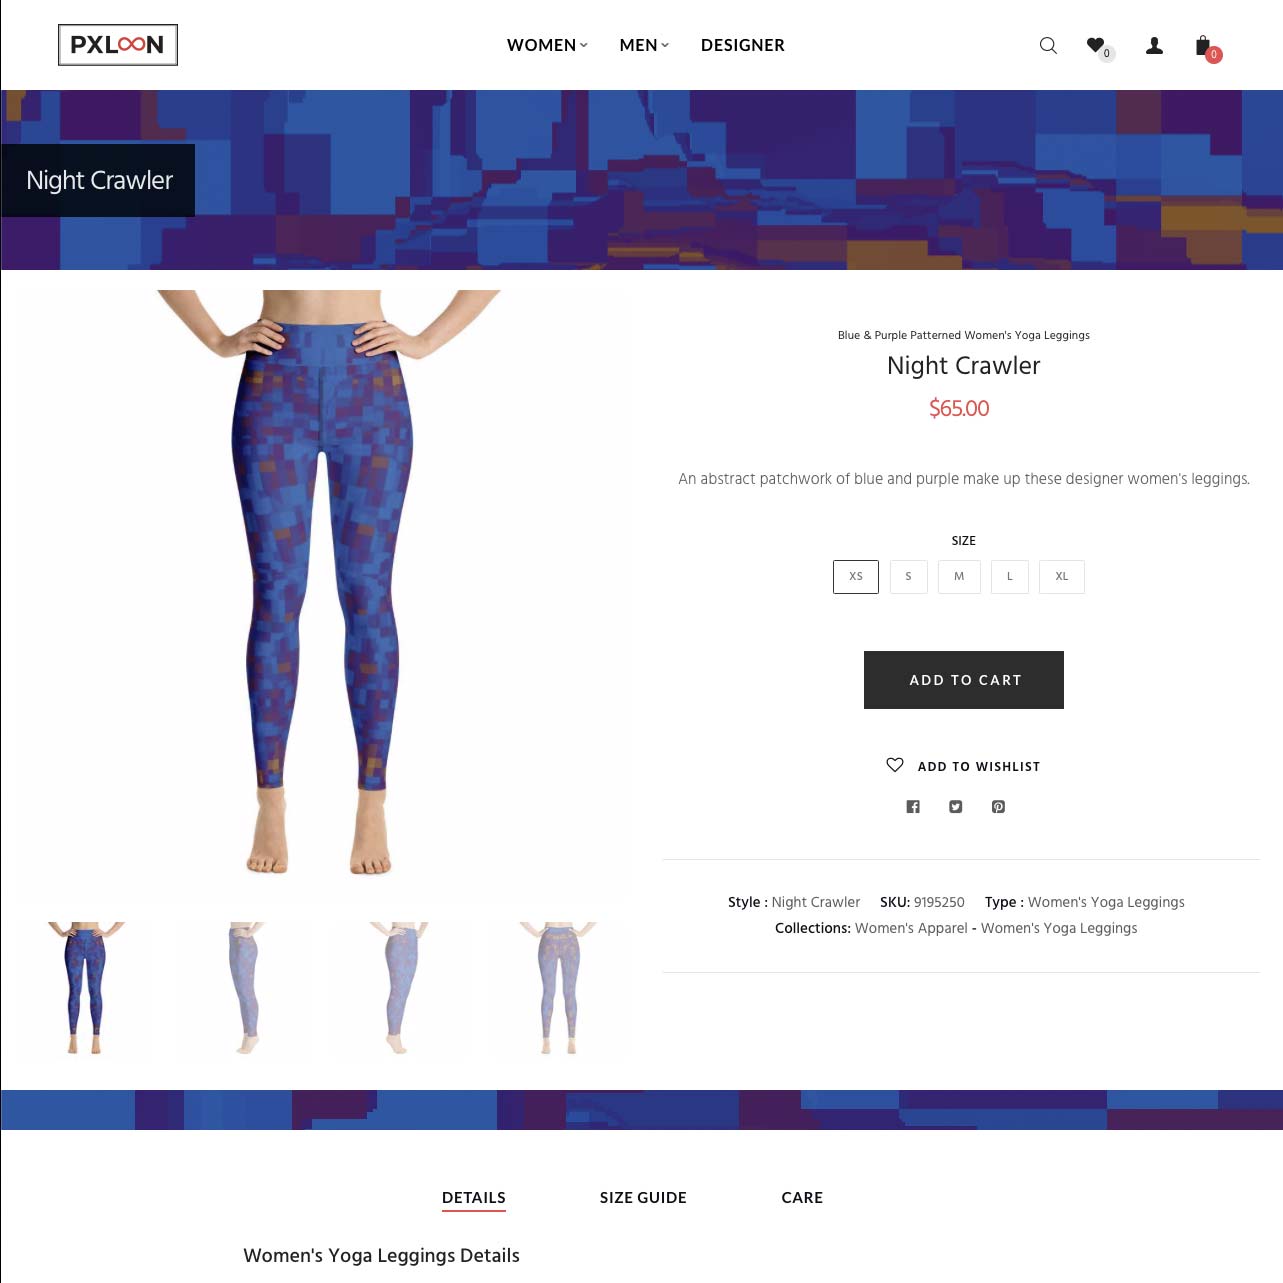 PXLOON
WOMEN MEN DESIGNER
0
0
Night Crawler
Blue & Purple Patterned Women's Yoga Leggings
Night Crawler
$65.00
An abstract patchwork of blue and purple make up these designer women's leggings.
SIZE
XS S M L XL
ADD TO CART
ADD TO WISHLIST
Style : Night Crawler SKU: 9195250 Type : Women's Yoga Leggings
Collections: Women's Apparel - Women's Yoga Leggings
DETAILS SIZE GUIDE CARE
Women's Yoga Leggings Details